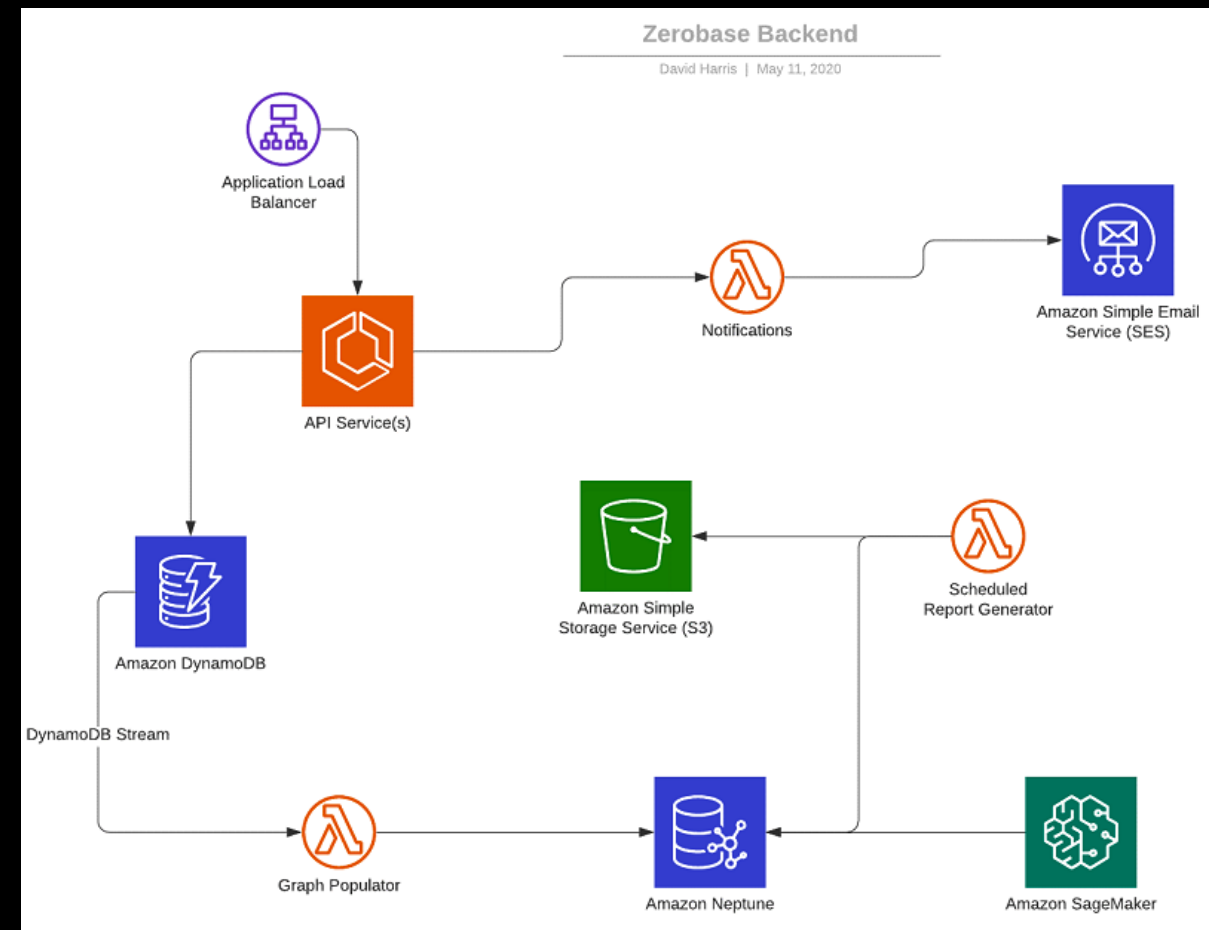 Zerobase Backend
David Harris | May 11, 2020
Application Load
Balancer
Amazon Simple Email
Service (SES)
Notifications
API Service(s)
Scheduled
Report Generator
Amazon Simple
Storage Service (S3)
Amazon DynamoDB
DynamoDB Stream
Graph Populator
Amazon Neptune
Amazon SageMaker